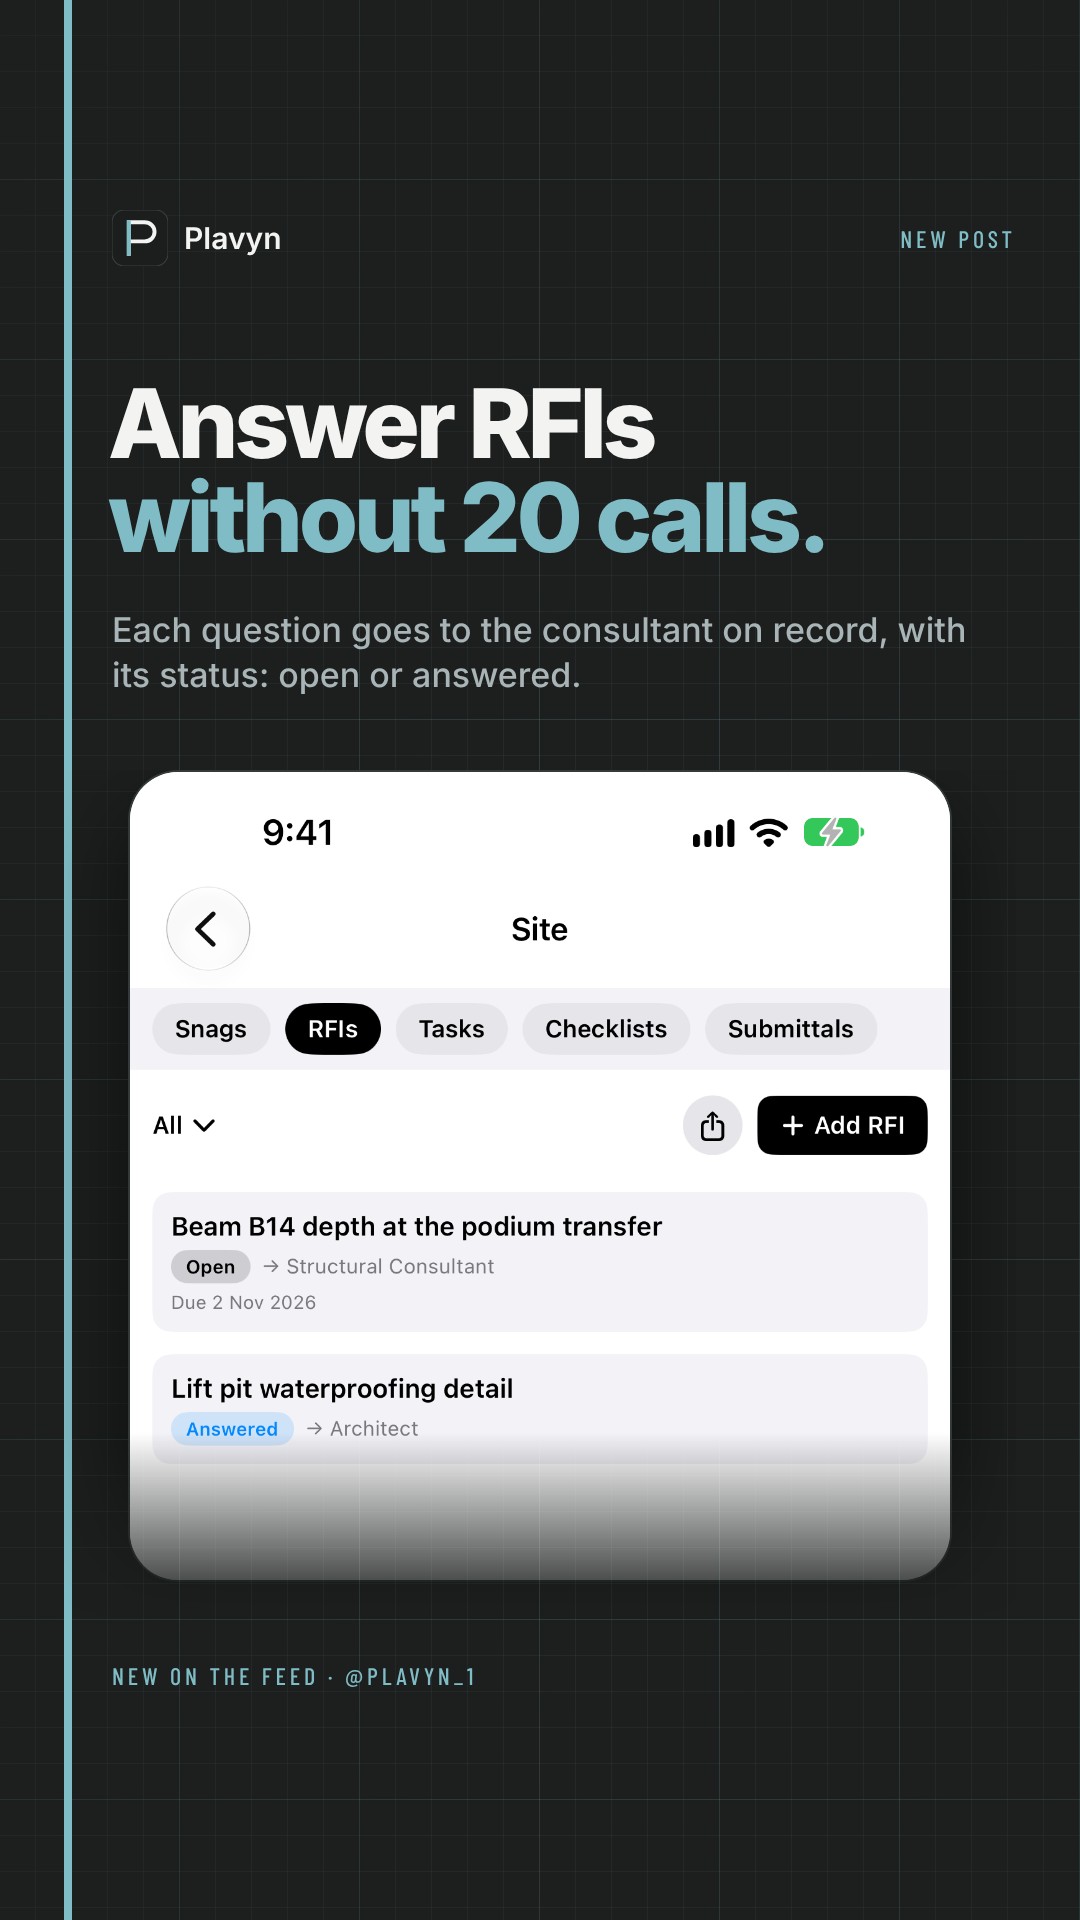 Plavyn
NEW POST
Answer RFIs
without 20 calls.
Each question goes to the consultant on record, with
its status: open or answered.
9:41
Site
Snags
RFIs
Tasks
Checklists
Submittals
All
+ Add RFI
Beam B14 depth at the podium transfer
Open → Structural Consultant
Due 2 Nov 2026
Lift pit waterproofing detail
Answered → Architect
NEW ON THE FEED · @PLAVYN_1